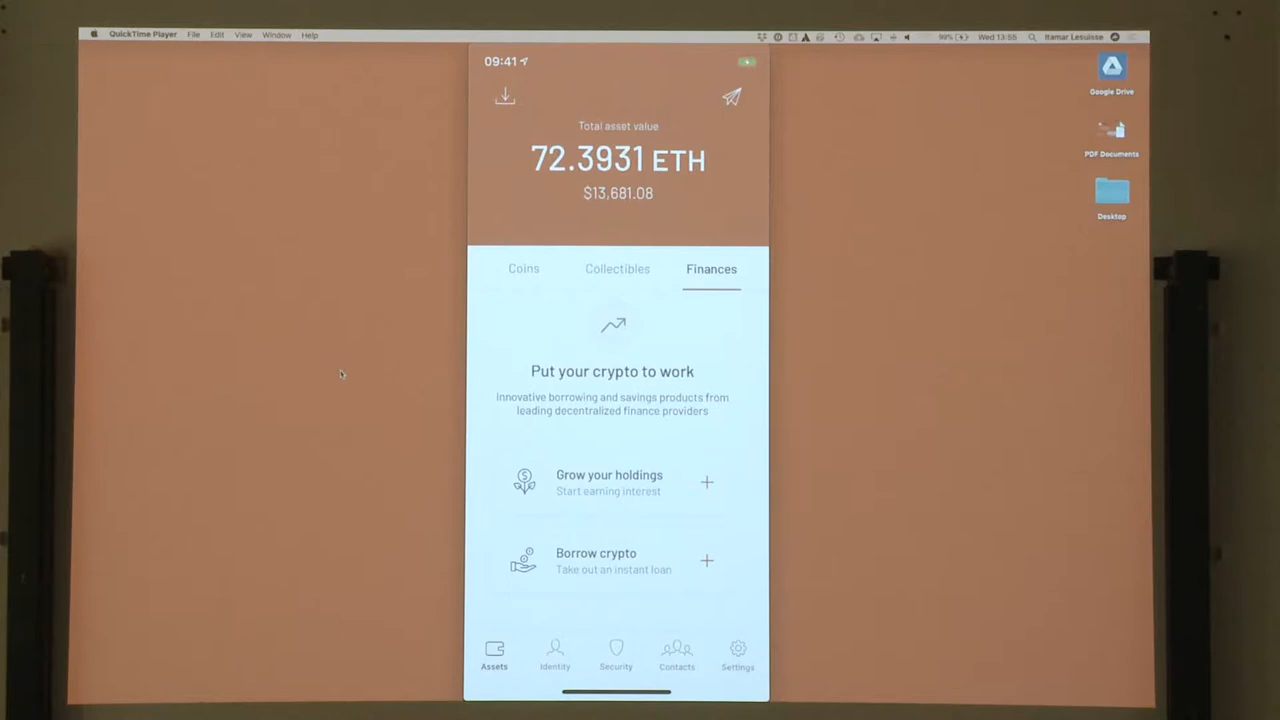 QuickTime Player File Edit View Window Help
99% Wed 13:55 Itamar Lesuisse
09:41
Google Drive
Total asset value
72.3931 ETH
PDF Documents
$13,681.08
Desktop
Coins Collectibles Finances
Put your crypto to work
Innovative borrowing and savings products from
leading decentralized finance providers
Grow your holdings
Start earning interest
Borrow crypto
Take out an instant loan
Assets Identity Security Contacts Settings